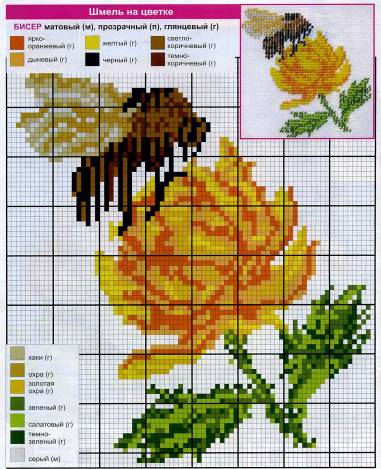 Шмель на цветке
БИСЕР матовый (м), прозрачный (п), глянцевый (г)
ярко-
оранжевый (г)
желтый (г)
светло-
коричневый (г)
дыневый (г)
черный (г)
темно-
коричневый (г)
хаки (г)
охра (г)
золотая
охра (г)
зеленый (г)
салатовый (г)
темно-
зеленый (г)
серый (м)